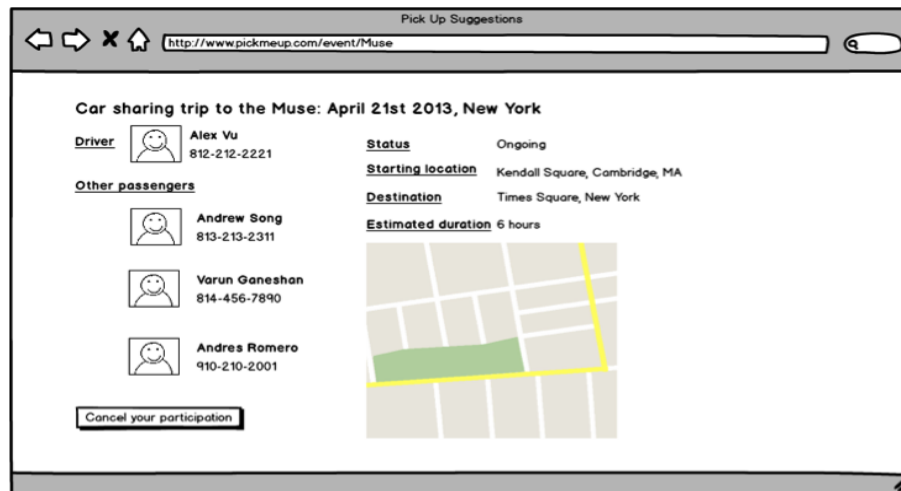 Pick Up Suggestions
http://www.pickmeup.com/event/Muse
Car sharing trip to the Muse: April 21st 2013, New York
Driver
Alex Vu
812-212-2221
Other passengers
Andrew Song
813-213-2311
Varun Ganeshan
814-456-7890
Andres Romero
910-210-2001
Cancel your participation
Status Ongoing
Starting location Kendall Square, Cambridge, MA
Destination Times Square, New York
Estimated duration 6 hours